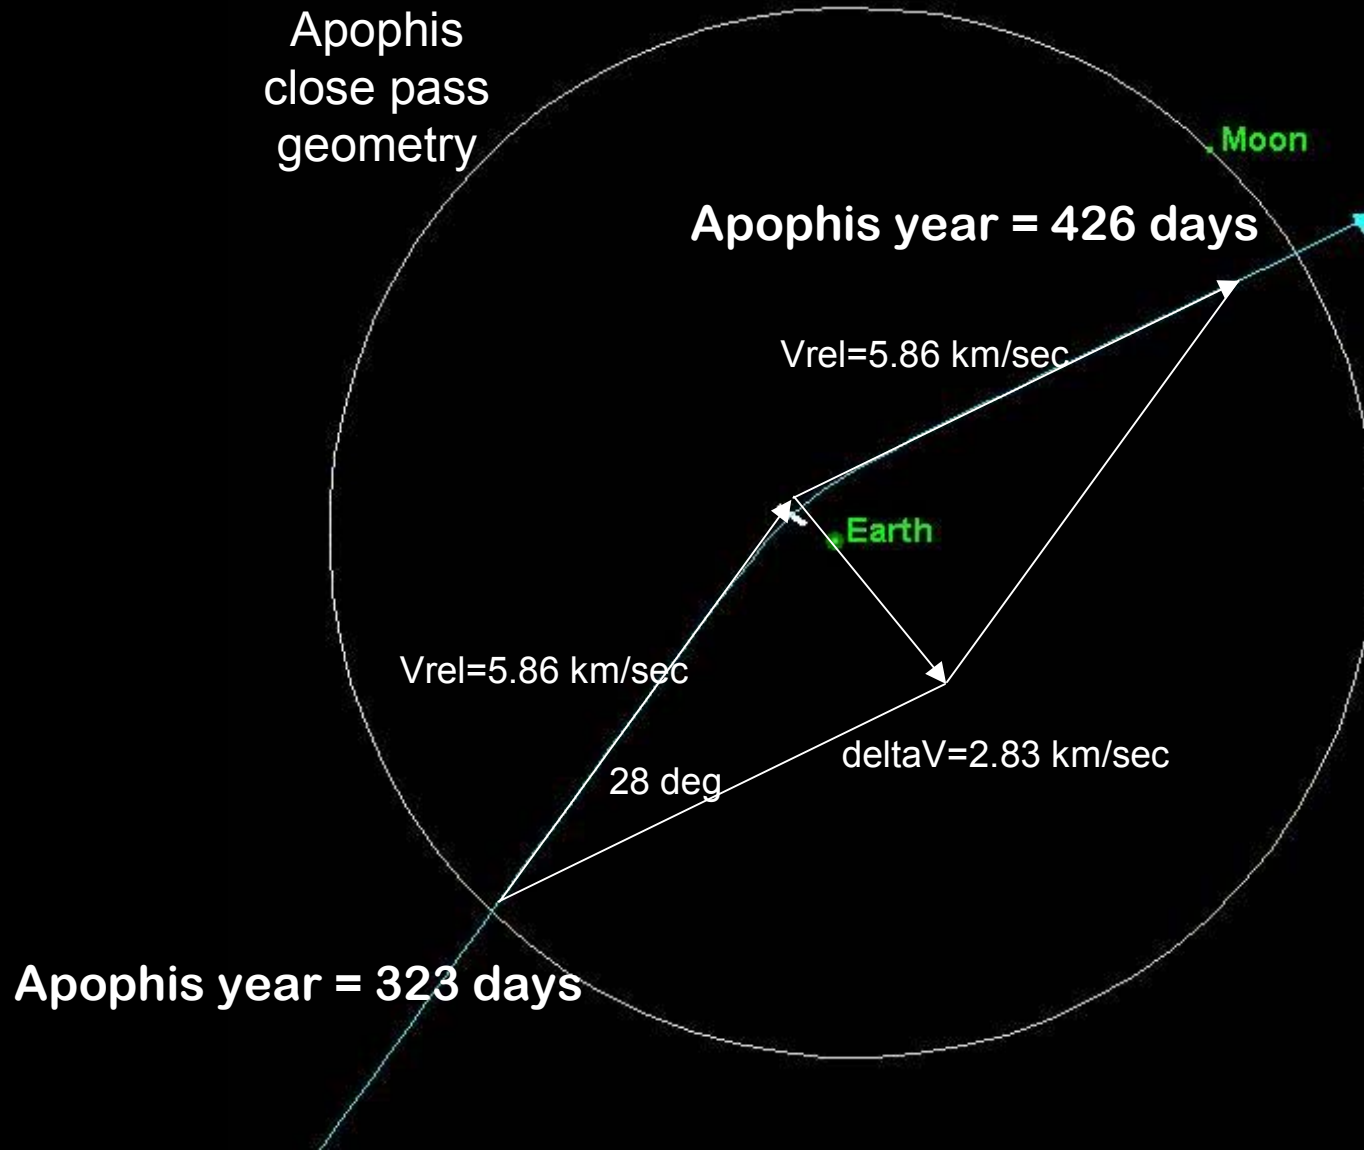 Apophis
close pass
geometry
Moon
Apophis year = 426 days
Vrel=5.86 km/sec
Earth
Vrel=5.86 km/sec
deltaV=2.83 km/sec
28 deg
Apophis year = 323 days